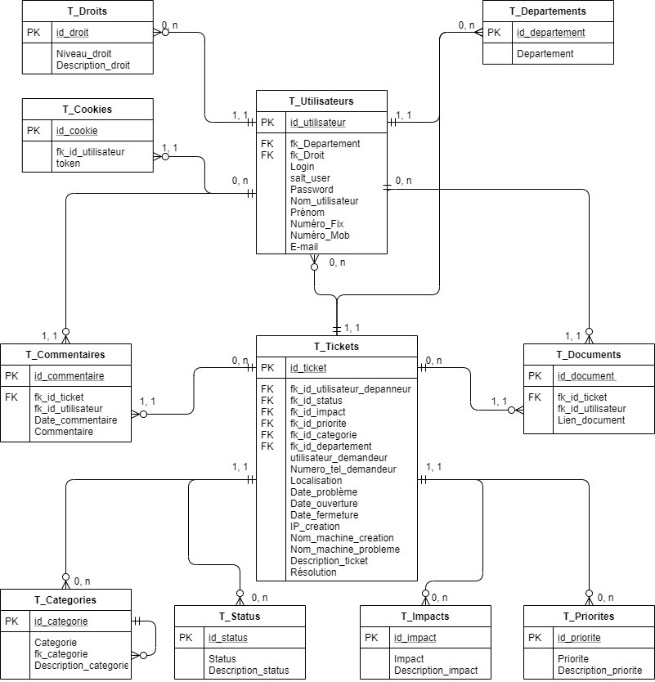 T_Droits
0, n
PK id_droit
Niveau_droit
Description_droit
T_Departements
0, n
PK id_departement
Departement
T_Cookies
PK id_cookie
fk_id_utilisateur
token
1, 1
T_Utilisateurs
1, 1
1, 1
PK id_utilisateur
FK fk_Departement
FK fk_Droit
Login
salt_user
Password
Nom_utilisateur
Prénom
Numéro_Fix
Numéro_Mob
E-mail
0, n
0, n
0, n
1, 1
1, 1
1, 1
T_Commentaires
PK id_commentaire
FK fk_id_ticket
fk_id_utilisateur
Date_commentaire
Commentaire
0, n
1, 1
T_Tickets
PK id_ticket
FK fk_id_utilisateur_depanneur
FK fk_id_status
FK fk_id_impact
FK fk_id_priorite
FK fk_id_categorie
FK fk_id_departement
utilisateur_demandeur
Numero_tel_demandeur
Localisation
Date_problème
Date_ouverture
Date_fermeture
IP_creation
Nom_machine_creation
Nom_machine_probleme
Description_ticket
Résolution
0, n
1, 1
T_Documents
PK id_document
FK fk_id_ticket
fk_id_utilisateur
Lien_document
1, 1
1, 1
0, n
0, n
0, n
0, n
T_Categories
PK id_categorie
Categorie
fk_categorie
Description_categorie
T_Status
PK id_status
Status
Description_status
T_Impacts
PK id_impact
Impact
Description_impact
T_Priorites
PK id_priorite
Priorite
Description_priorite